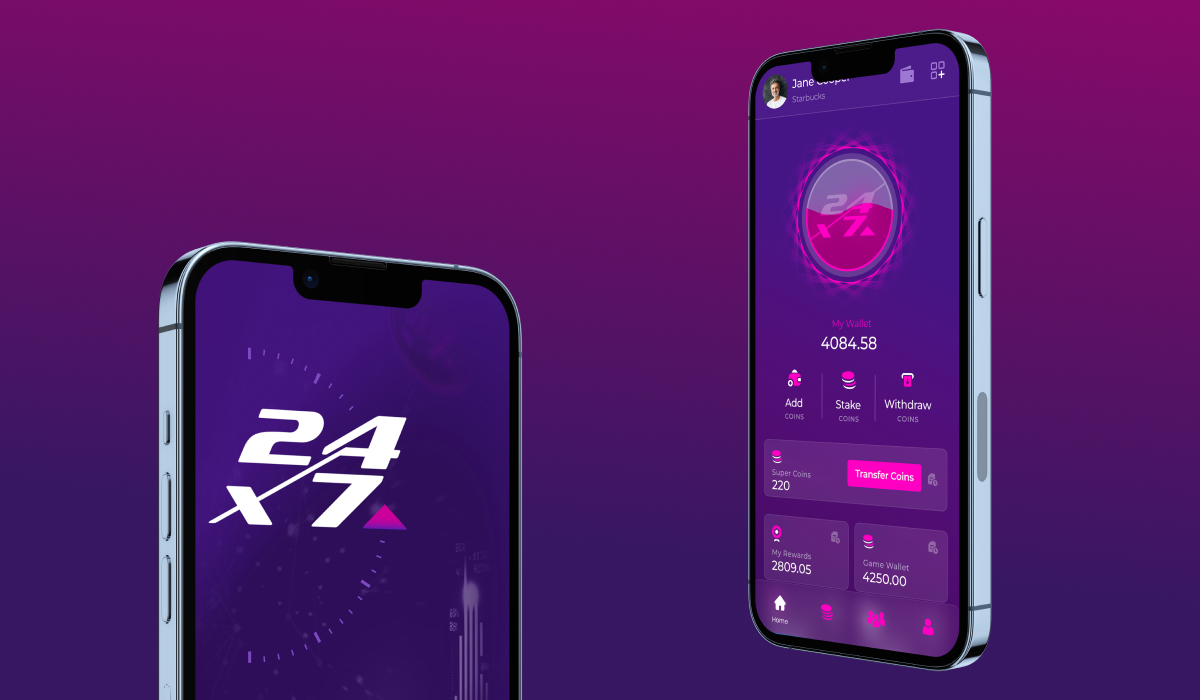 24
x7
Jane Cooper
Starbucks
24
x7
My Wallet
4084.58
Add
COINS
Stake
COINS
Withdraw
COINS
Super Coins
220
Transfer Coins
My Rewards
2809.05
Game Wallet
4250.00
Home